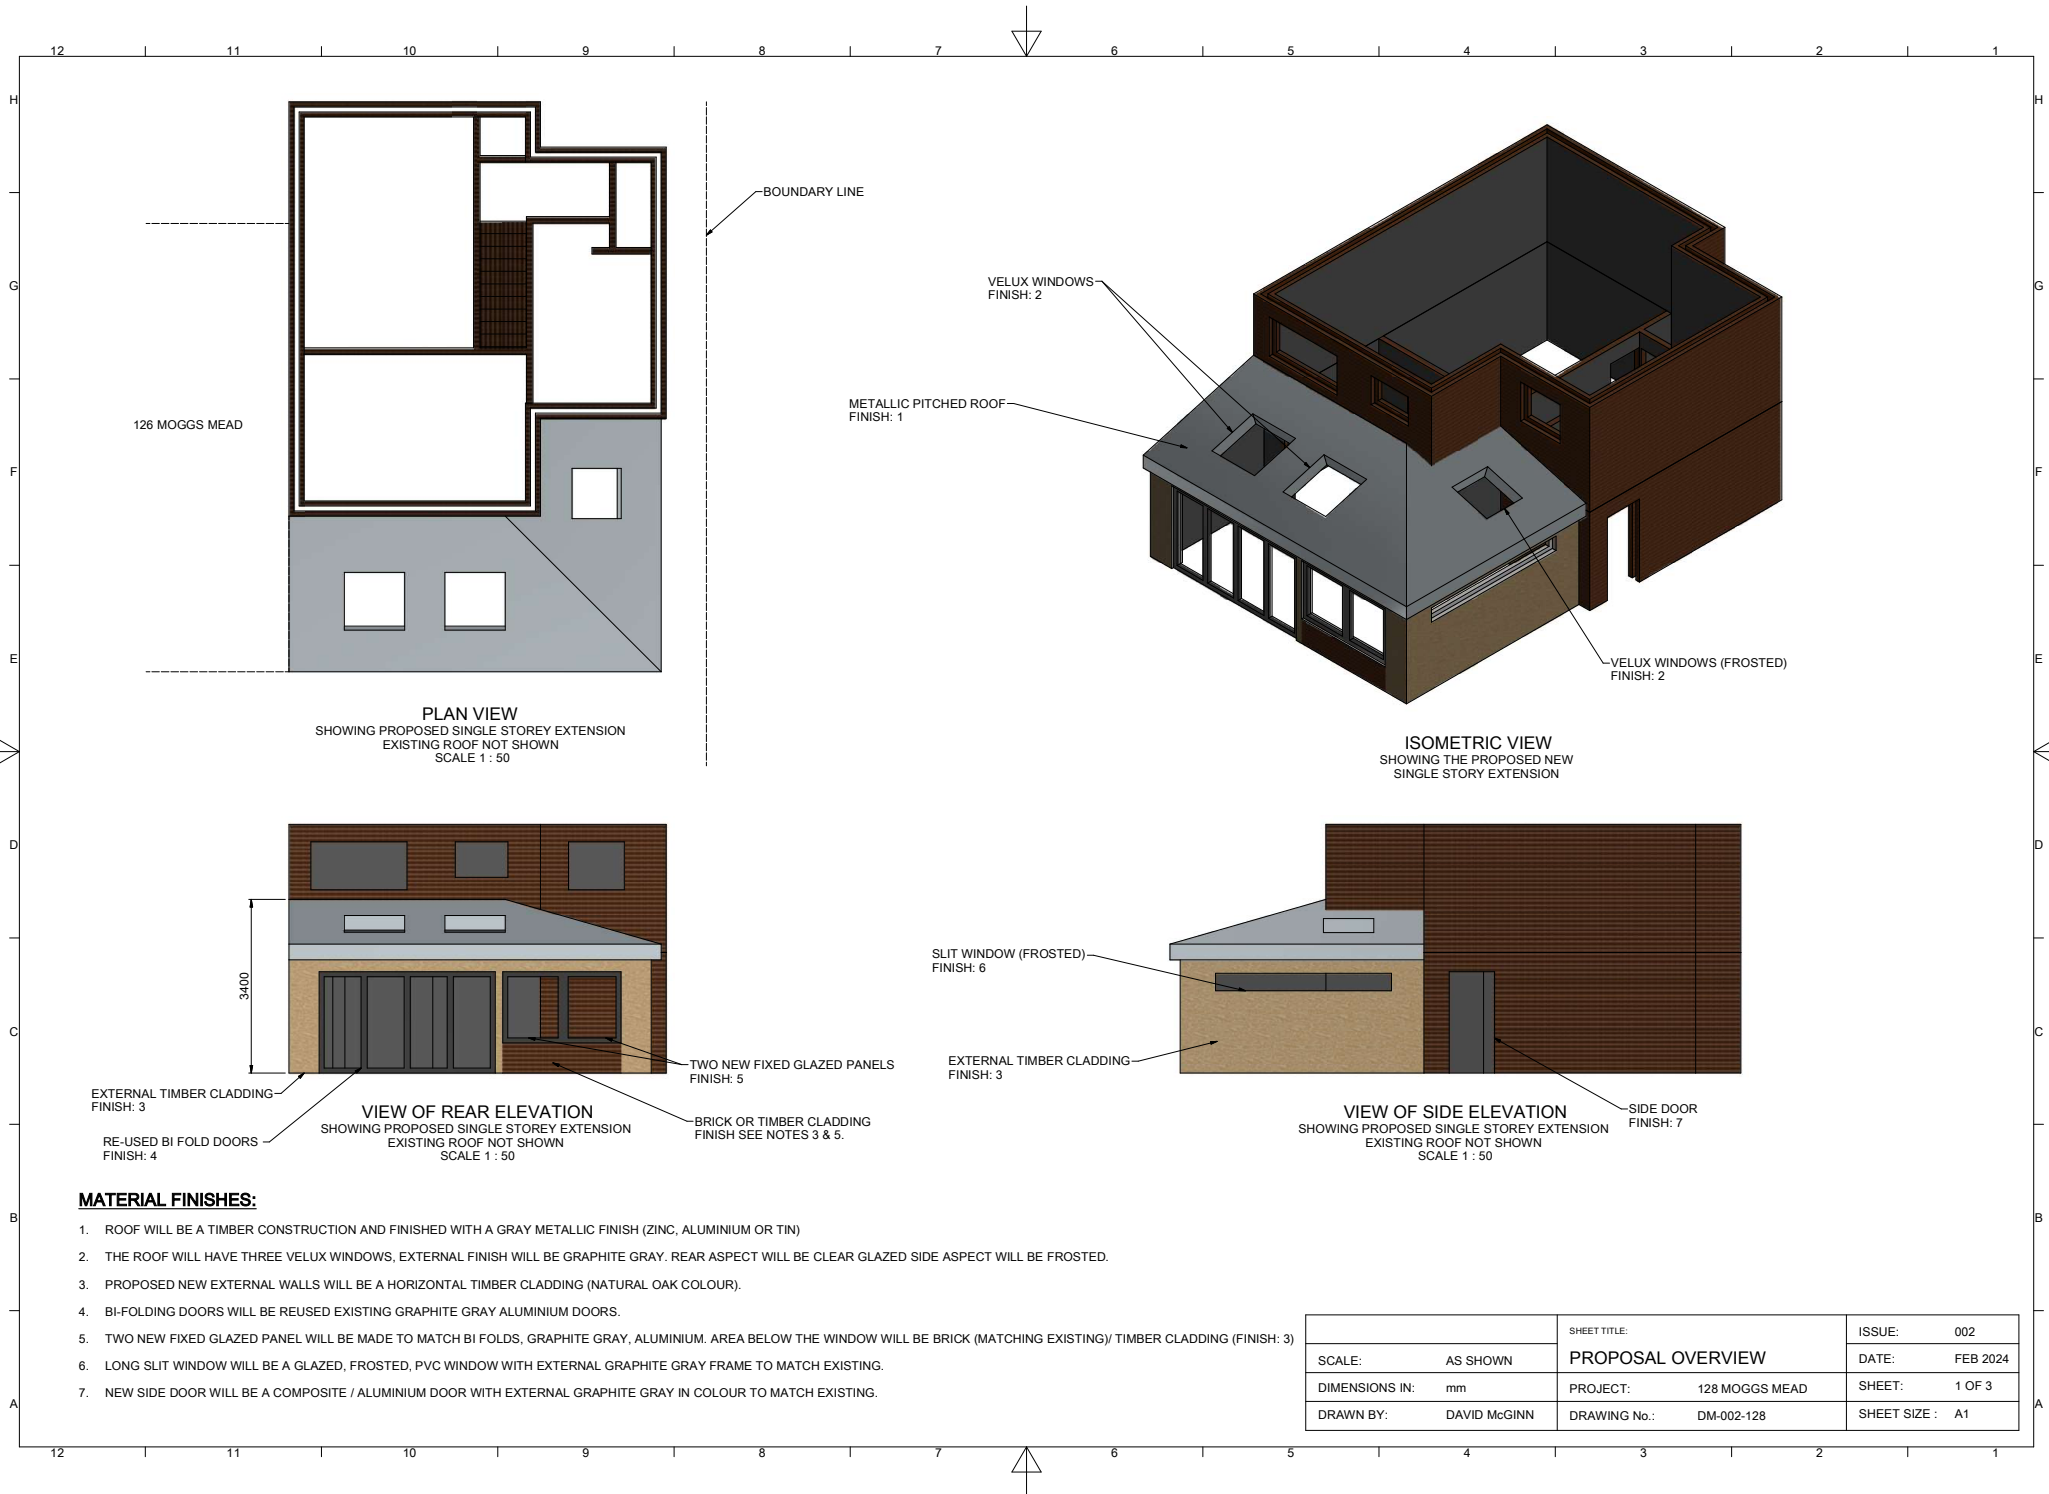 12 11 10 9 8 7 6 5 4 3 2 1
H H
G G
F F
E E
D D
C C
B B
A A
BOUNDARY LINE
126 MOGGS MEAD
PLAN VIEW
SHOWING PROPOSED SINGLE STOREY EXTENSION
EXISTING ROOF NOT SHOWN
SCALE 1 : 50
VELUX WINDOWS
FINISH: 2
METALLIC PITCHED ROOF
FINISH: 1
VELUX WINDOWS (FROSTED)
FINISH: 2
ISOMETRIC VIEW
SHOWING THE PROPOSED NEW
SINGLE STORY EXTENSION
3400
EXTERNAL TIMBER CLADDING
FINISH: 3
RE-USED BI FOLD DOORS
FINISH: 4
TWO NEW FIXED GLAZED PANELS
FINISH: 5
BRICK OR TIMBER CLADDING
FINISH SEE NOTES 3 & 5.
VIEW OF REAR ELEVATION
SHOWING PROPOSED SINGLE STOREY EXTENSION
EXISTING ROOF NOT SHOWN
SCALE 1 : 50
SLIT WINDOW (FROSTED)
FINISH: 6
EXTERNAL TIMBER CLADDING
FINISH: 3
SIDE DOOR
FINISH: 7
VIEW OF SIDE ELEVATION
SHOWING PROPOSED SINGLE STOREY EXTENSION
EXISTING ROOF NOT SHOWN
SCALE 1 : 50
MATERIAL FINISHES:
1. ROOF WILL BE A TIMBER CONSTRUCTION AND FINISHED WITH A GRAY METALLIC FINISH (ZINC, ALUMINIUM OR TIN)
2. THE ROOF WILL HAVE THREE VELUX WINDOWS, EXTERNAL FINISH WILL BE GRAPHITE GRAY. REAR ASPECT WILL BE CLEAR GLAZED SIDE ASPECT WILL BE FROSTED.
3. PROPOSED NEW EXTERNAL WALLS WILL BE A HORIZONTAL TIMBER CLADDING (NATURAL OAK COLOUR).
4. BI-FOLDING DOORS WILL BE REUSED EXISTING GRAPHITE GRAY ALUMINIUM DOORS.
5. TWO NEW FIXED GLAZED PANEL WILL BE MADE TO MATCH BI FOLDS, GRAPHITE GRAY, ALUMINIUM. AREA BELOW THE WINDOW WILL BE BRICK (MATCHING EXISTING)/ TIMBER CLADDING (FINISH: 3)
6. LONG SLIT WINDOW WILL BE A GLAZED, FROSTED, PVC WINDOW WITH EXTERNAL GRAPHITE GRAY FRAME TO MATCH EXISTING.
7. NEW SIDE DOOR WILL BE A COMPOSITE / ALUMINIUM DOOR WITH EXTERNAL GRAPHITE GRAY IN COLOUR TO MATCH EXISTING.
SCALE: AS SHOWN
DIMENSIONS IN: mm
DRAWN BY: DAVID McGINN
SHEET TITLE:
PROPOSAL OVERVIEW
PROJECT: 128 MOGGS MEAD
DRAWING No.: DM-002-128
ISSUE: 002
DATE: FEB 2024
SHEET: 1 OF 3
SHEET SIZE : A1
12 11 10 9 8 7 6 5 4 3 2 1